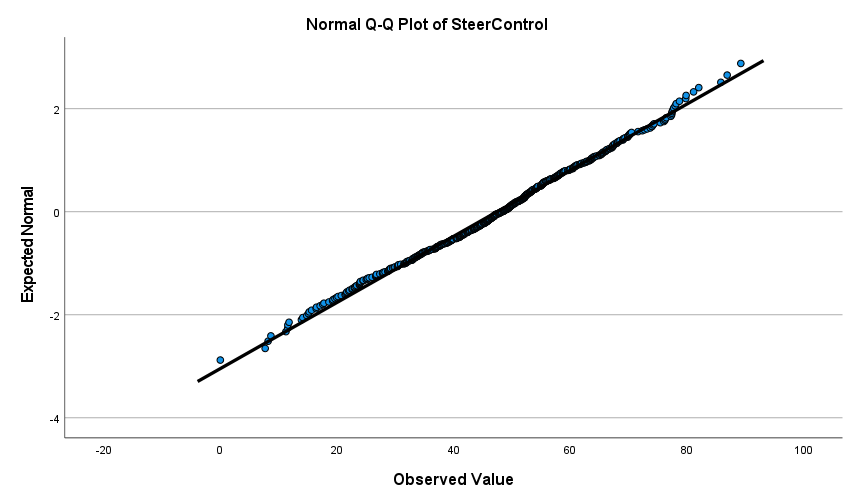 Normal Q-Q Plot of SteerControl
Expected Normal
2
0
-2
-4
-20 0 20 40 60 80 100
Observed Value